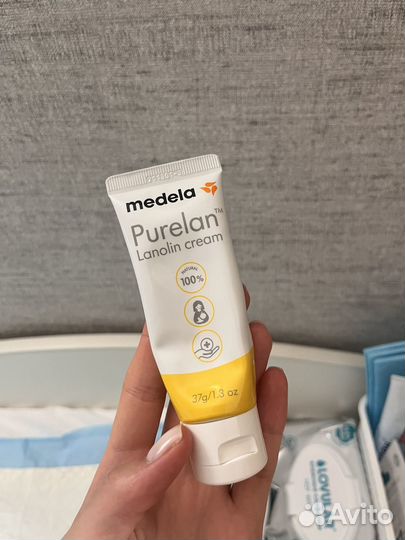 medela
Purelan™
Lanolin cream
NATURAL
100%
37g/1.3 oz
Avito